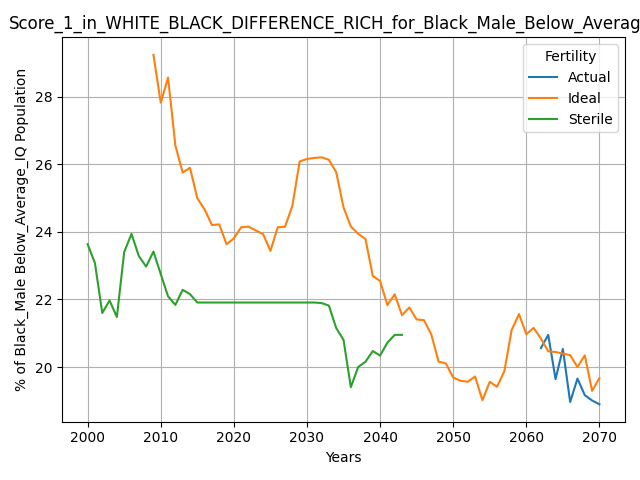 Score_1_in_WHITE_BLACK_DIFFERENCE_RICH_for_Black_Male_Below_Averag
% of Black_Male Below_Average_IQ Population
28
26
24
22
20
Fertility
Actual
Ideal
Sterile
2000 2010 2020 2030 2040 2050 2060 2070
Years